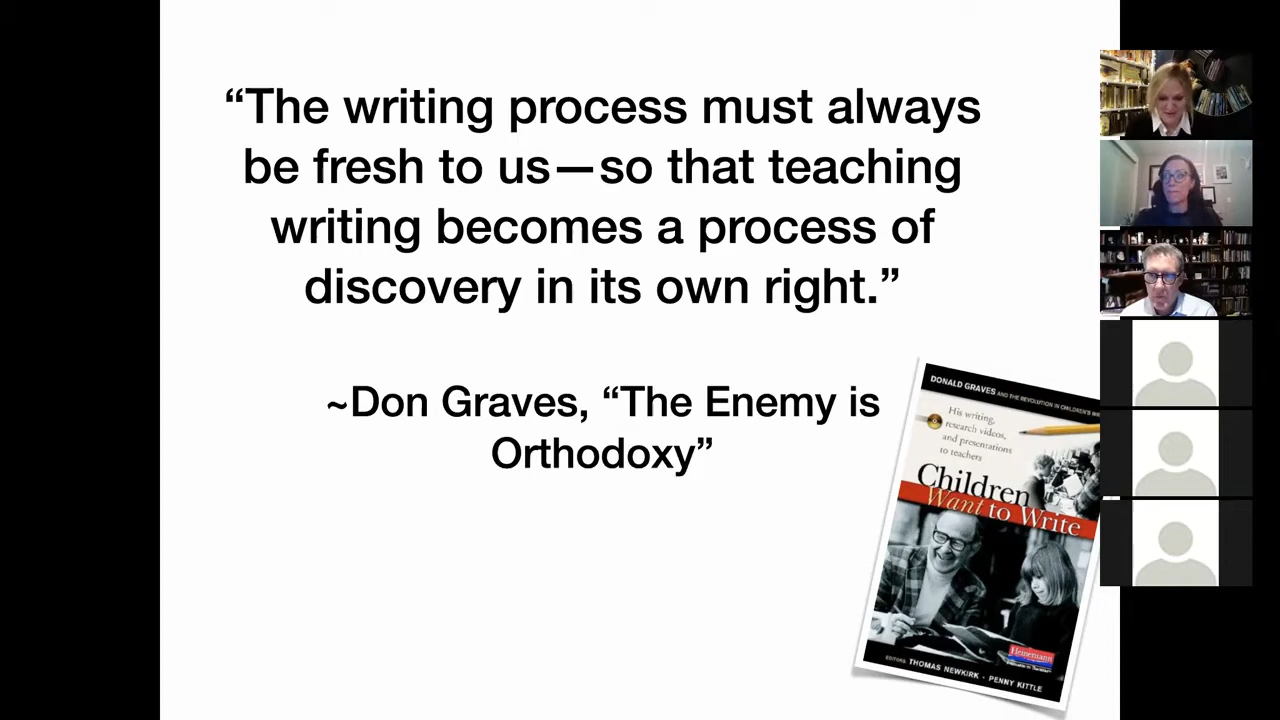 “The writing process must always
be fresh to us—so that teaching
writing becomes a process of
discovery in its own right.”
~Don Graves, “The Enemy is
Orthodoxy”
DONALD GRAVES AND THE REVOLUTION IN CHILDREN'S
His writing,
research videos,
and presentations
to teachers
Children
Want to Write
Heinemann
EDITORS THOMAS NEWKIRK · PENNY KITTLE